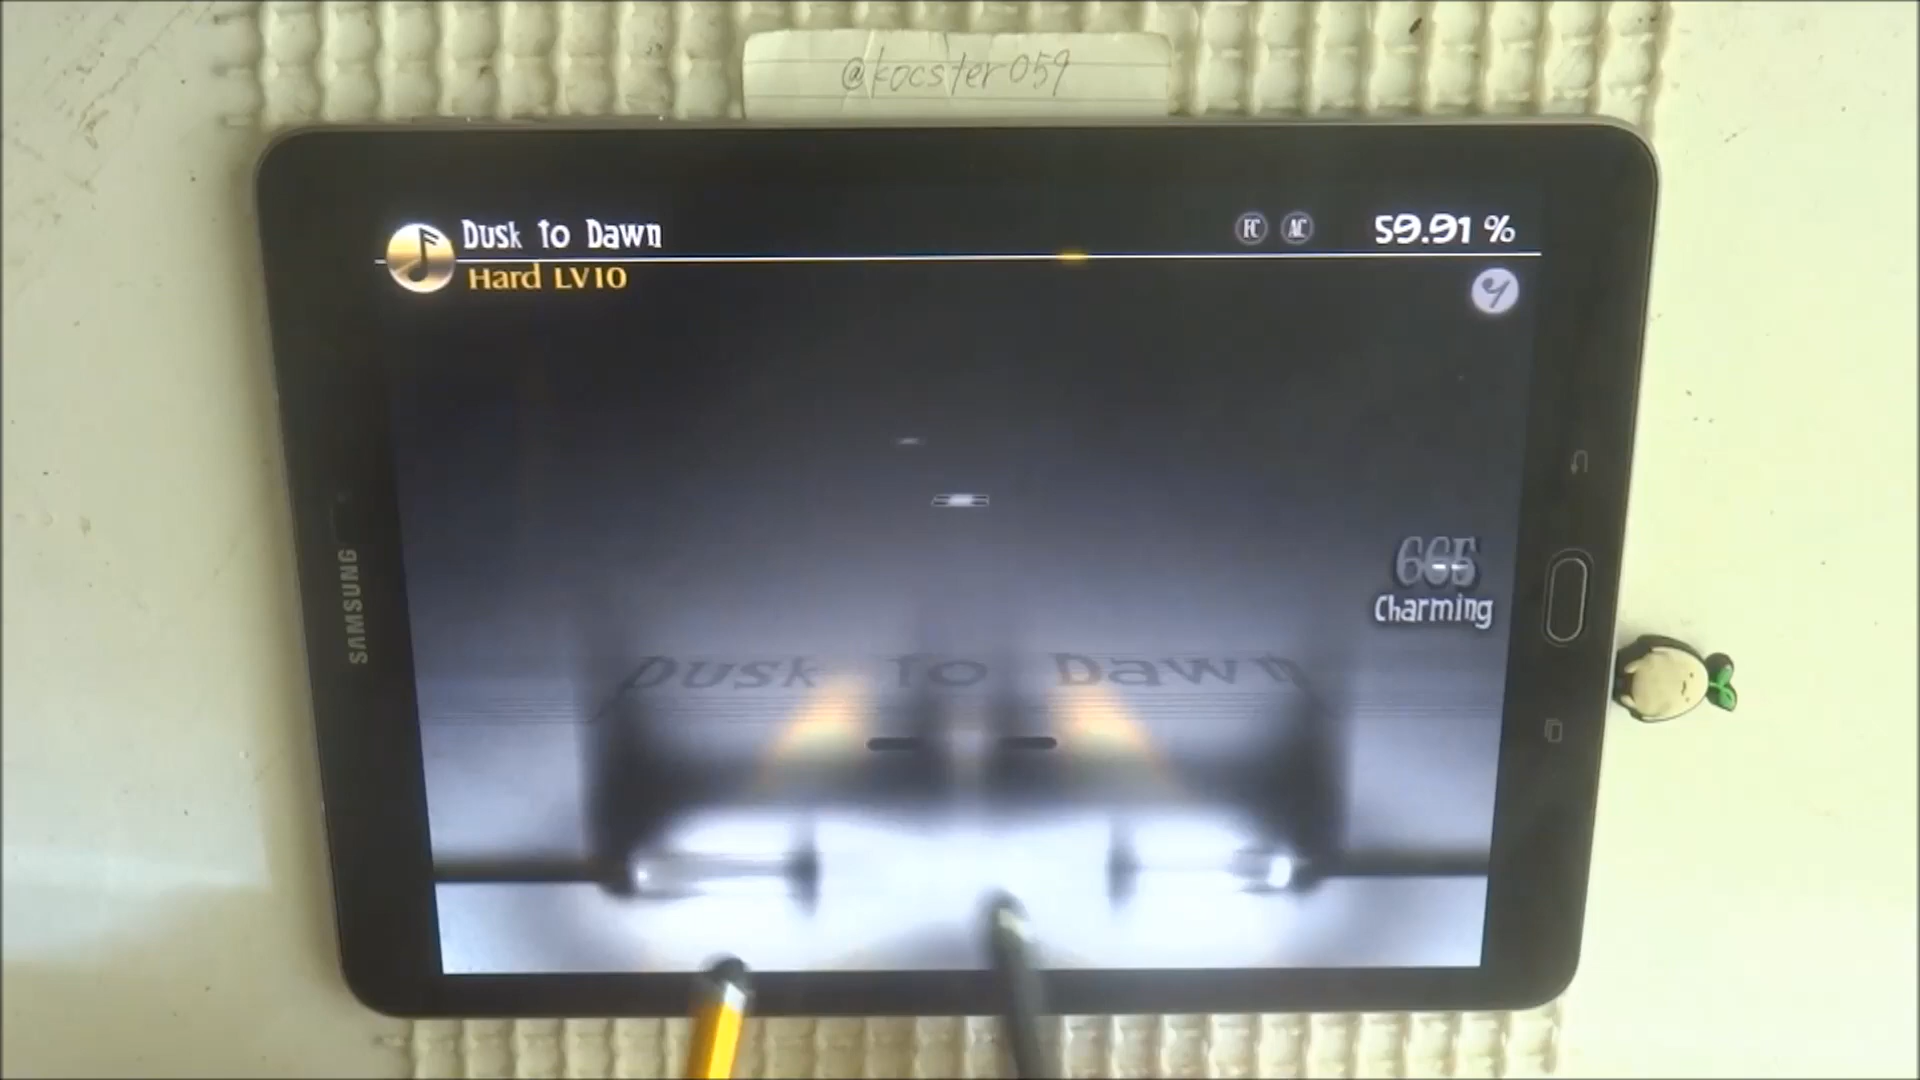 @kocster059
Dusk to Dawn
FC AC
59.91 %
Hard LV10
665
Charming
Dusk to Dawn
SAMSUNG